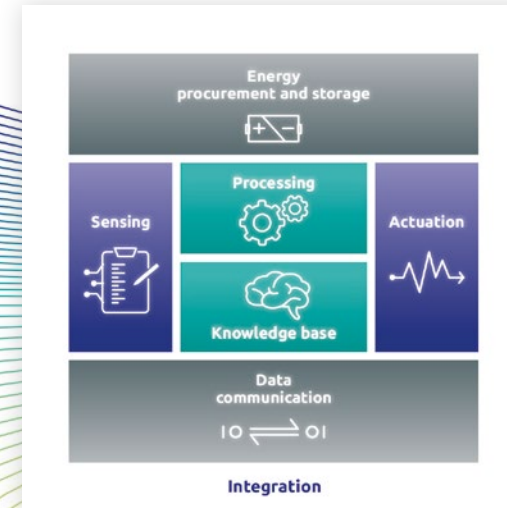 Energy
procurement and storage
+ -
Processing
Sensing
Actuation
Knowledge base
Data
communication
IO OI
Integration